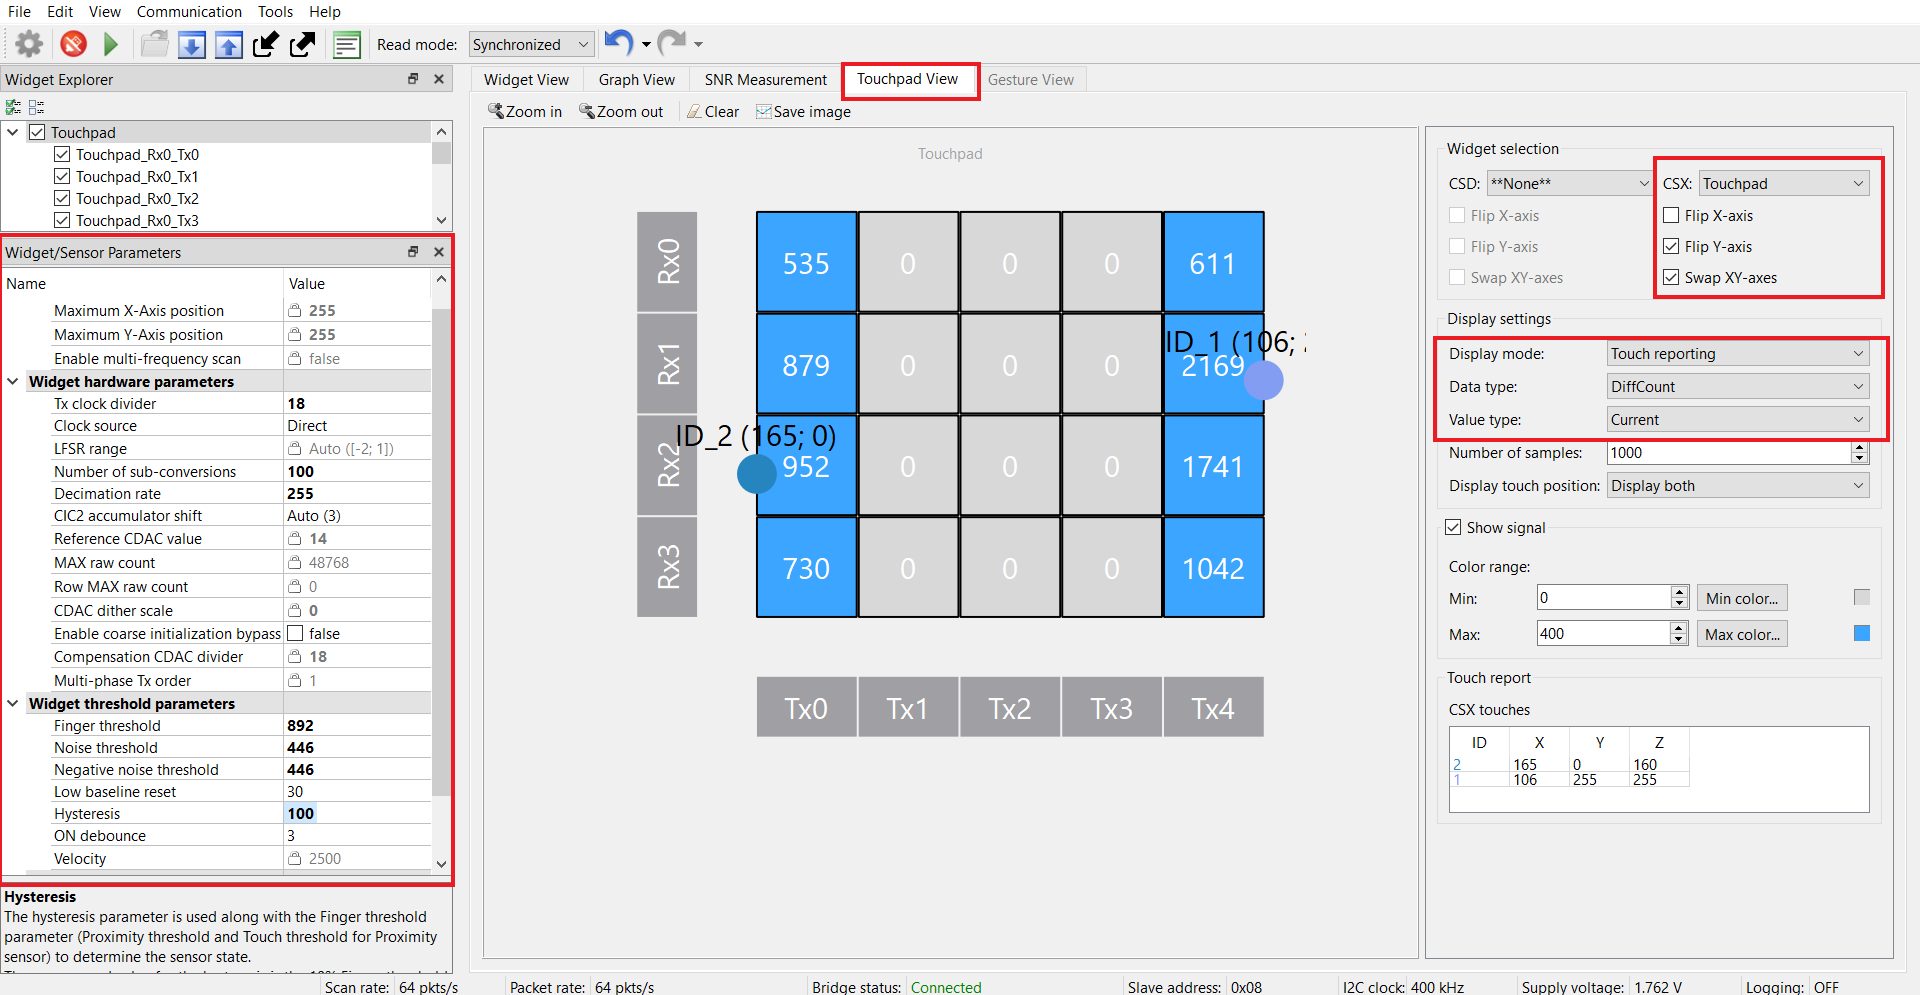 File Edit View Communication Tools Help
Read mode: Synchronized
Widget Explorer
Touchpad
Touchpad_Rx0_Tx0
Touchpad_Rx0_Tx1
Touchpad_Rx0_Tx2
Touchpad_Rx0_Tx3
Widget/Sensor Parameters
Name Value
Maximum X-Axis position 255
Maximum Y-Axis position 255
Enable multi-frequency scan false
Widget hardware parameters
Tx clock divider 18
Clock source Direct
LFSR range Auto ([-2; 1])
Number of sub-conversions 100
Decimation rate 255
CIC2 accumulator shift Auto (3)
Reference CDAC value 14
MAX raw count 48768
Row MAX raw count 0
CDAC dither scale 0
Enable coarse initialization bypass false
Compensation CDAC divider 18
Multi-phase Tx order 1
Widget threshold parameters
Finger threshold 892
Noise threshold 446
Negative noise threshold 446
Low baseline reset 30
Hysteresis 100
ON debounce 3
Velocity 2500
Hysteresis
The hysteresis parameter is used along with the Finger threshold
parameter (Proximity threshold and Touch threshold for Proximity
sensor) to determine the sensor state.
Widget View Graph View SNR Measurement Touchpad View Gesture View
Zoom in Zoom out Clear Save image
Touchpad
Rx0 535 0 0 0 611
ID_1 (106;
Rx1 879 0 0 0 2169
ID_2 (165; 0)
Rx2 952 0 0 0 1741
Rx3 730 0 0 0 1042
Tx0 Tx1 Tx2 Tx3 Tx4
Widget selection
CSD: **None** CSX: Touchpad
Flip X-axis Flip X-axis
Flip Y-axis Flip Y-axis
Swap XY-axes Swap XY-axes
Display settings
Display mode: Touch reporting
Data type: DiffCount
Value type: Current
Number of samples: 1000
Display touch position: Display both
Show signal
Color range:
Min: 0 Min color...
Max: 400 Max color...
Touch report
CSX touches
ID X Y Z
2 165 0 160
1 106 255 255
Scan rate: 64 pkts/s Packet rate: 64 pkts/s Bridge status: Connected Slave address: 0x08 I2C clock: 400 kHz Supply voltage: 1.762 V Logging: OFF